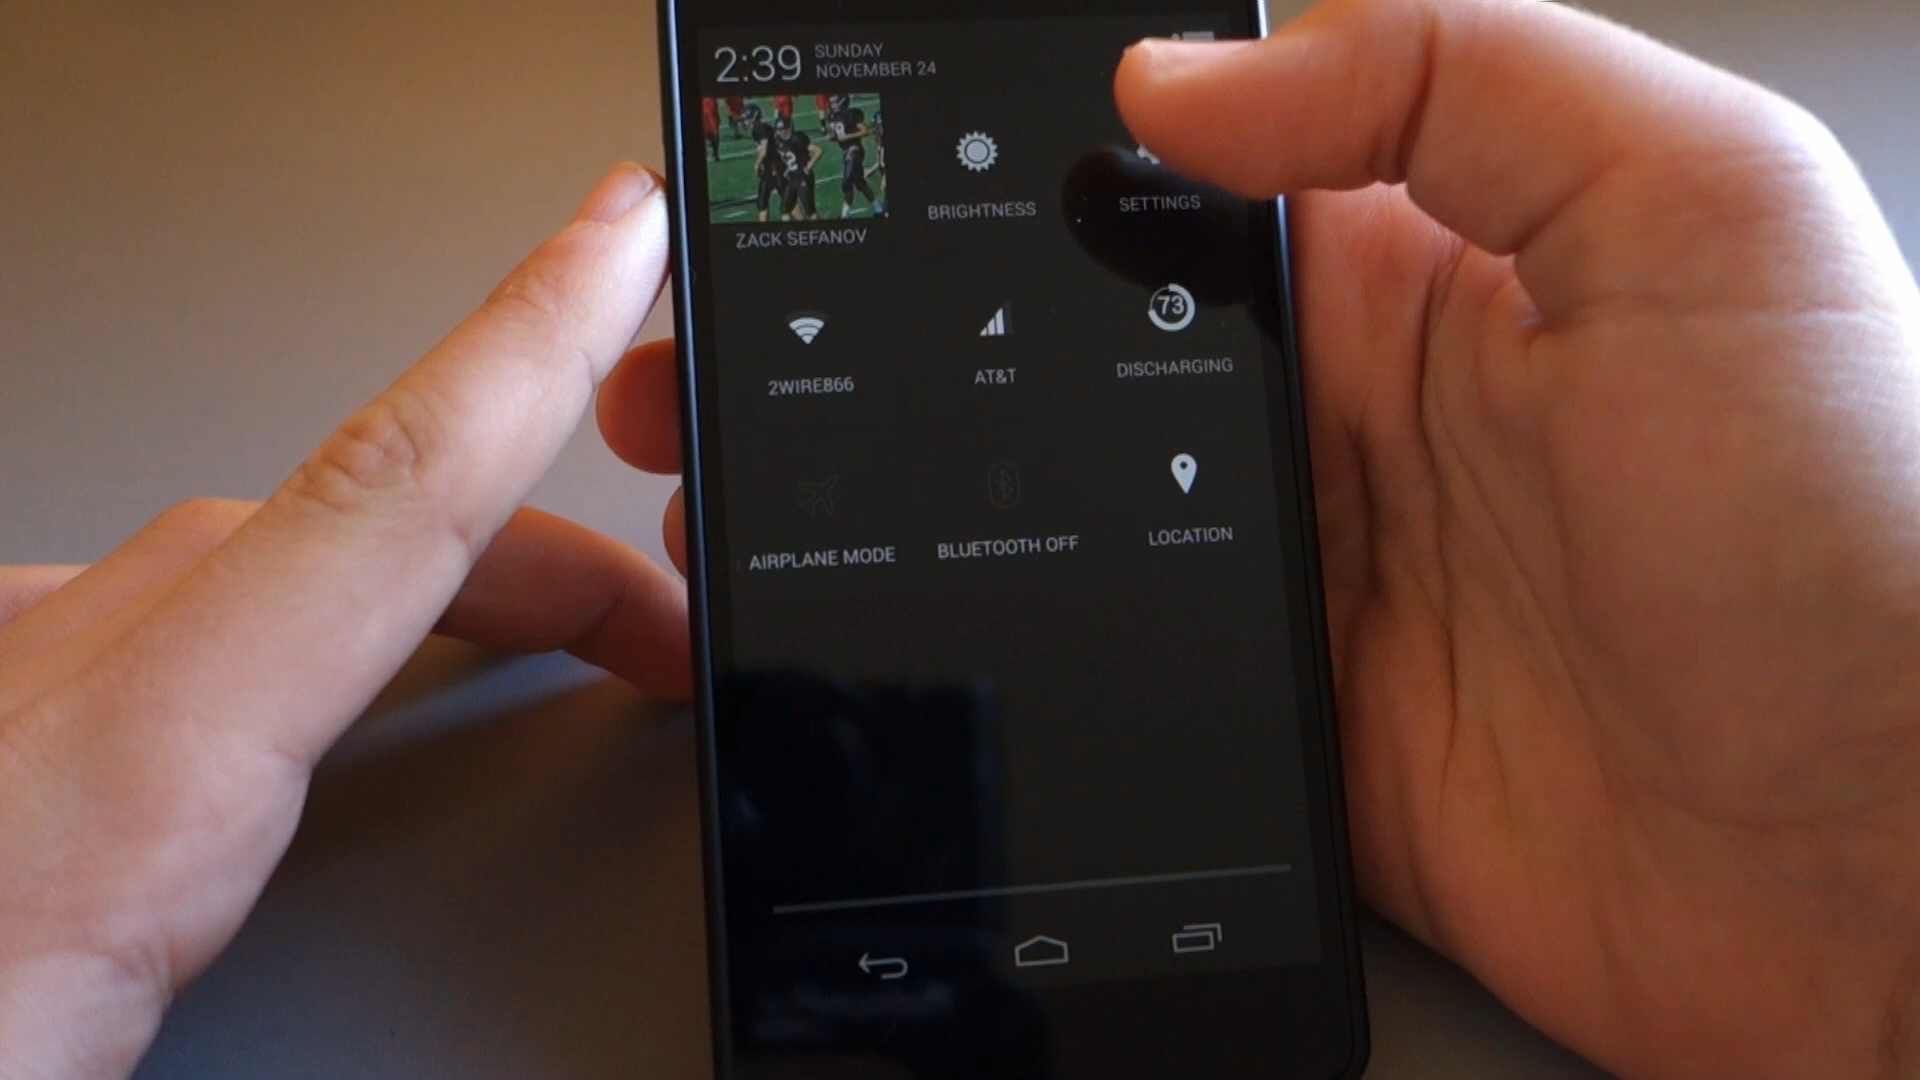 2:39
SUNDAY
NOVEMBER 24
ZACK SEFANOV
BRIGHTNESS
SETTINGS
2WIRE866
AT&T
73
DISCHARGING
AIRPLANE MODE
BLUETOOTH OFF
LOCATION